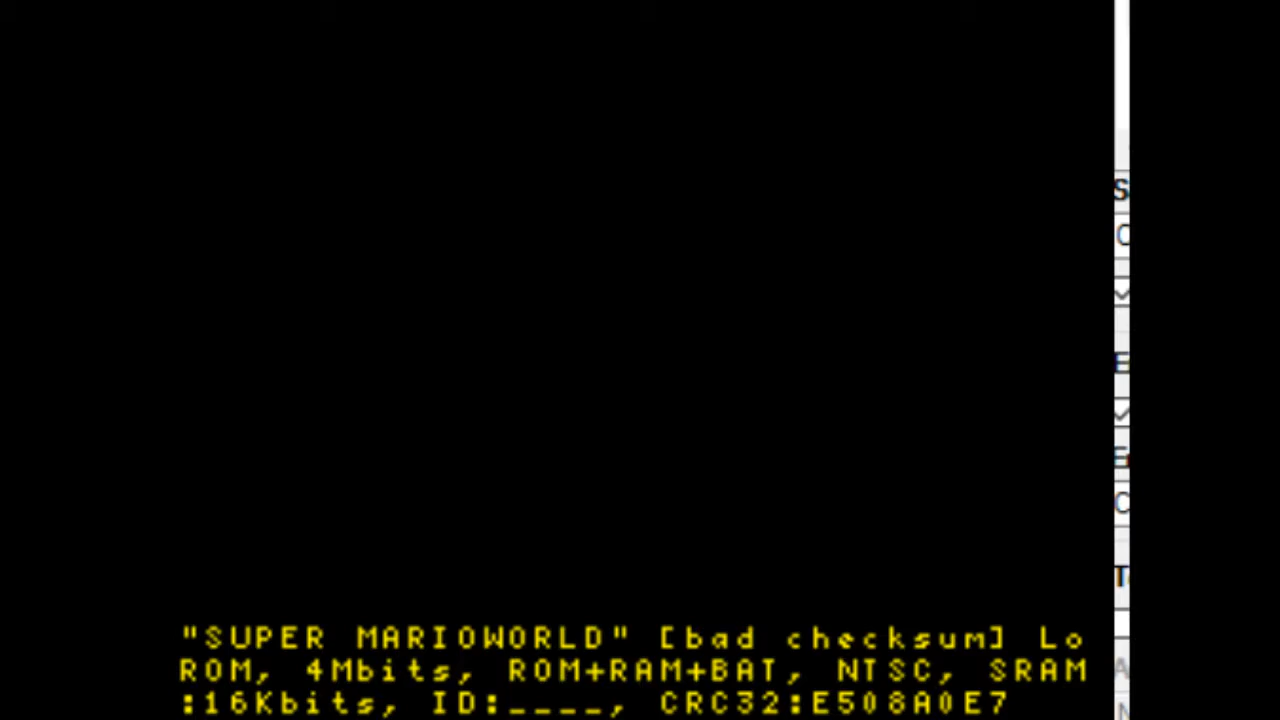 "SUPER MARIOWORLD" [bad checksum] Lo
ROM, 4Mbits, ROM+RAM+BAT, NTSC, SRAM
:16Kbits, ID:____, CRC32:E508A0E7